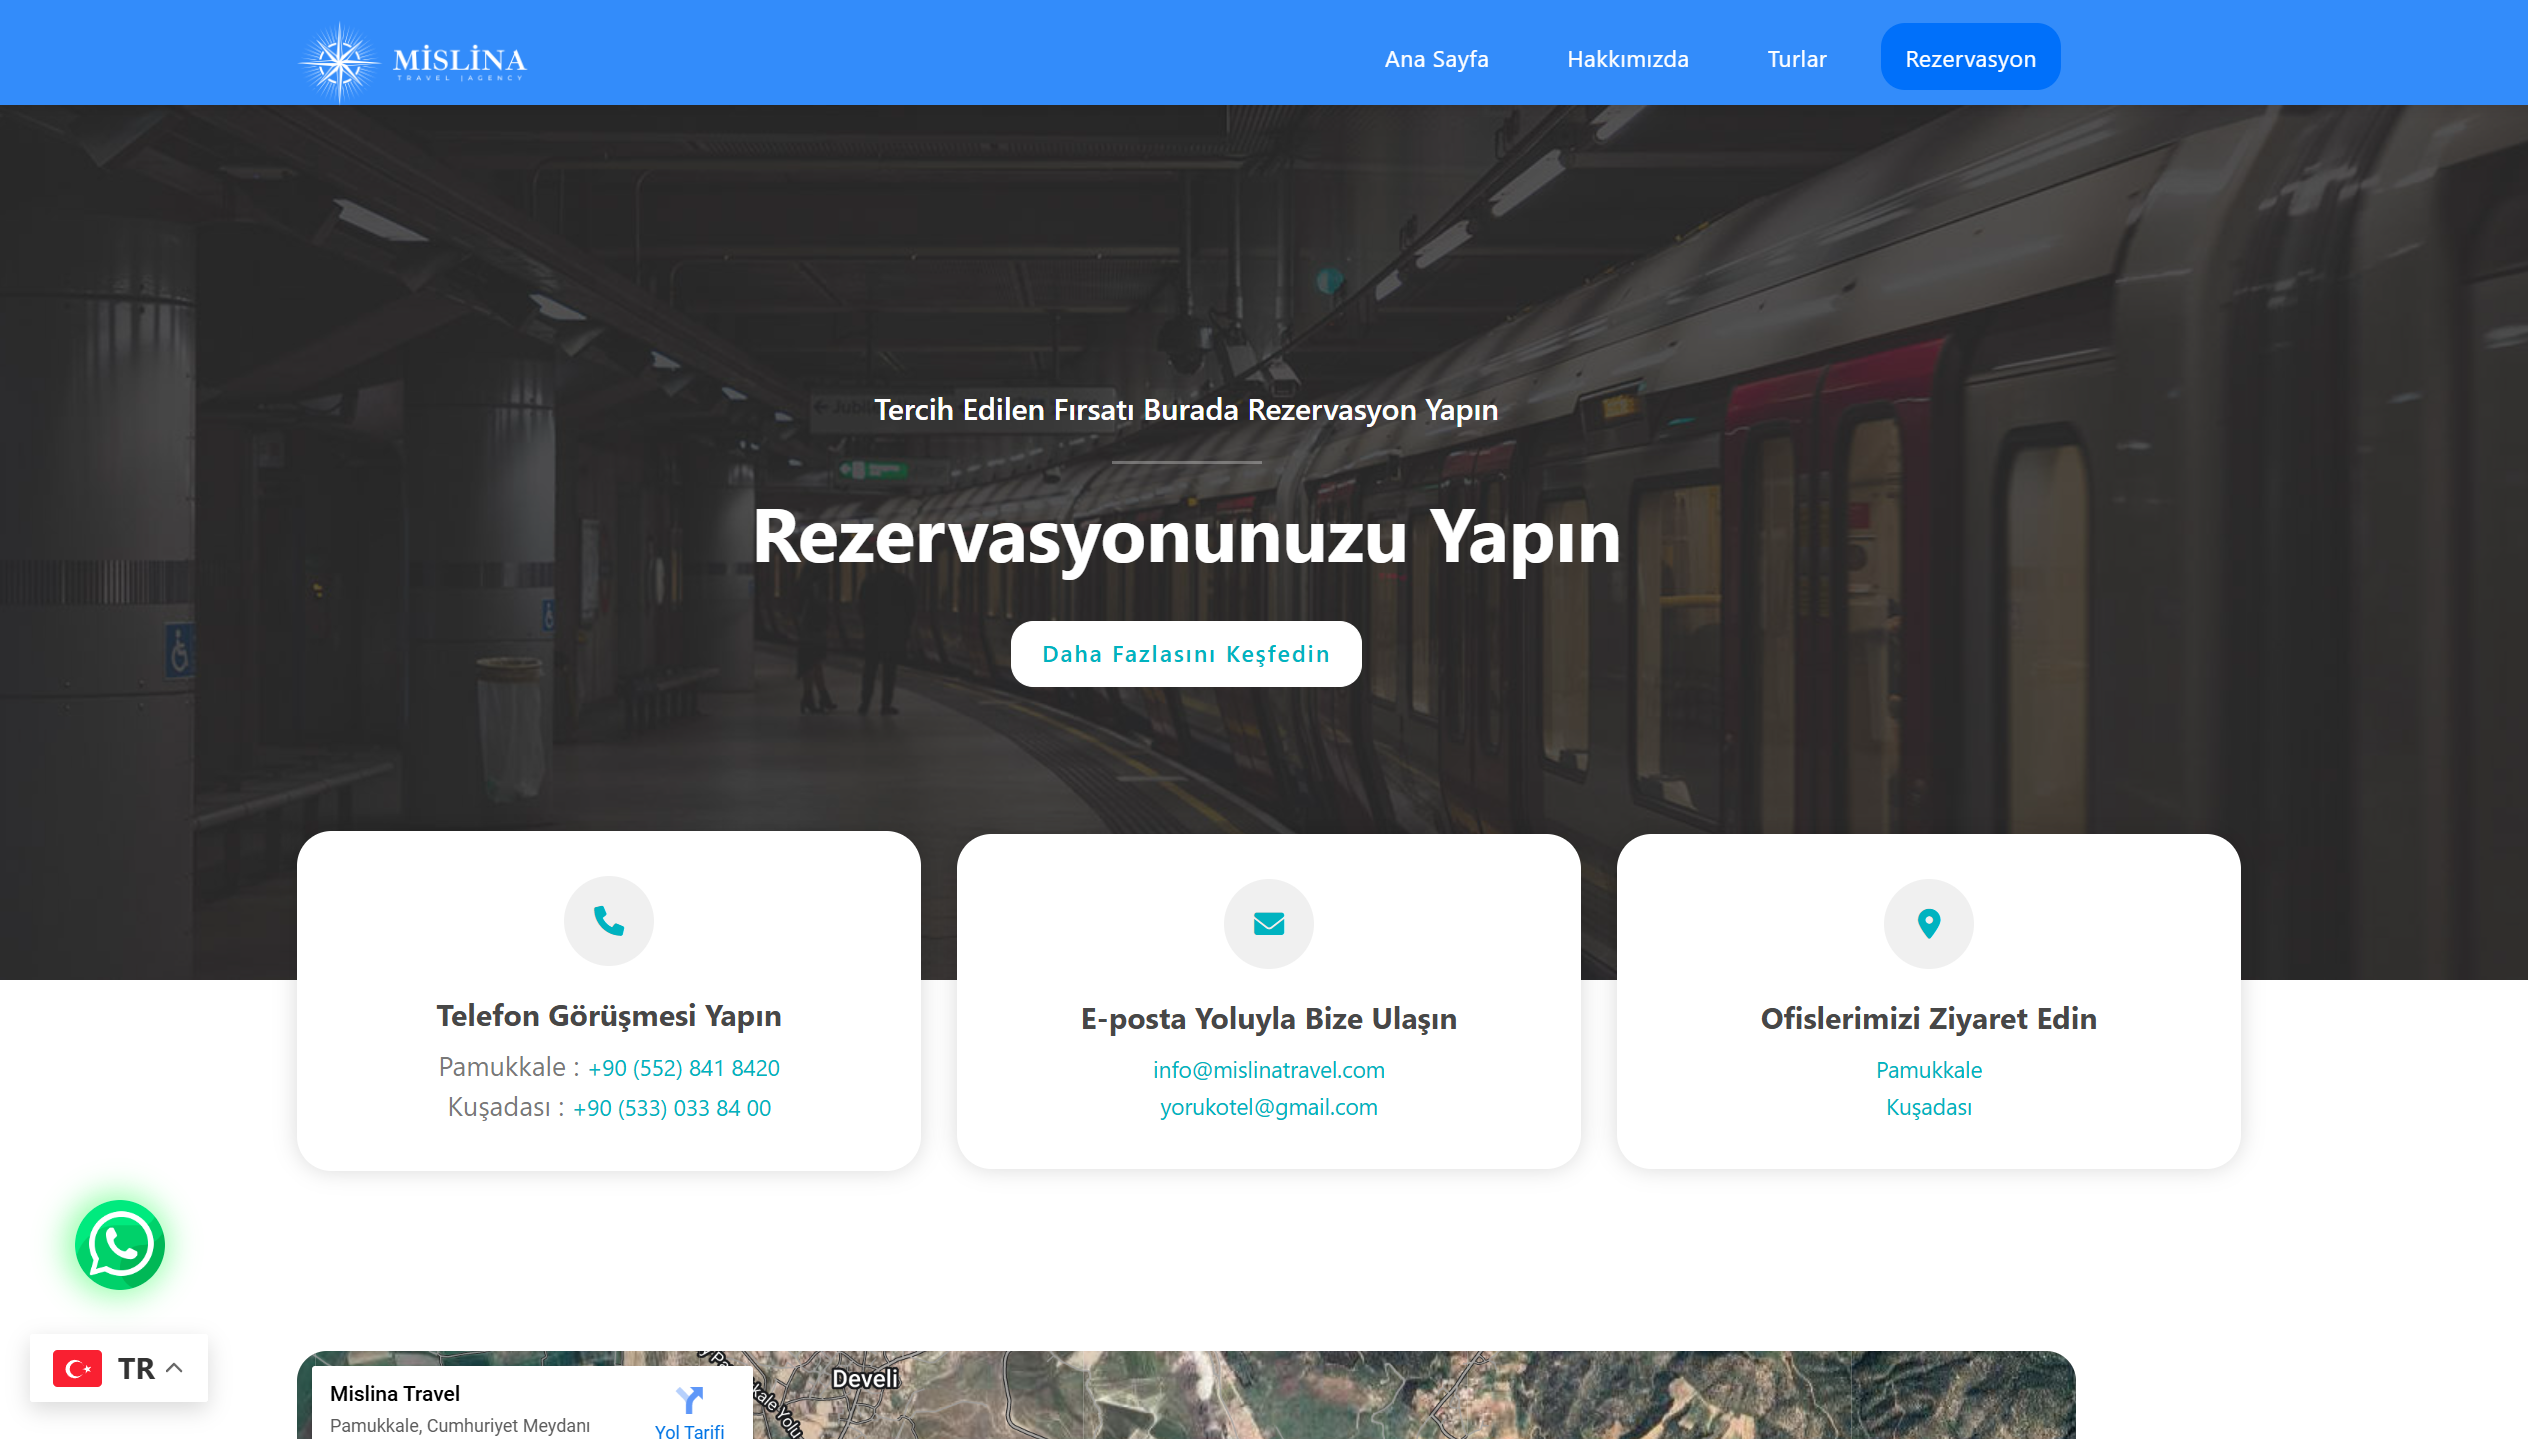 MİSLİNA
TRAVEL | AGENCY
Ana Sayfa
Hakkımızda
Turlar
Rezervasyon
Tercih Edilen Fırsatı Burada Rezervasyon Yapın
Rezervasyonunuzu Yapın
Daha Fazlasını Keşfedin
Telefon Görüşmesi Yapın
Pamukkale : +90 (552) 841 8420
Kuşadası : +90 (533) 033 84 00
E-posta Yoluyla Bize Ulaşın
info@mislinatravel.com
yorukotel@gmail.com
Ofislerimizi Ziyaret Edin
Pamukkale
Kuşadası
TR
Mislina Travel
Pamukkale, Cumhuriyet Meydanı
Yol Tarifi
Develi
kale Yolu